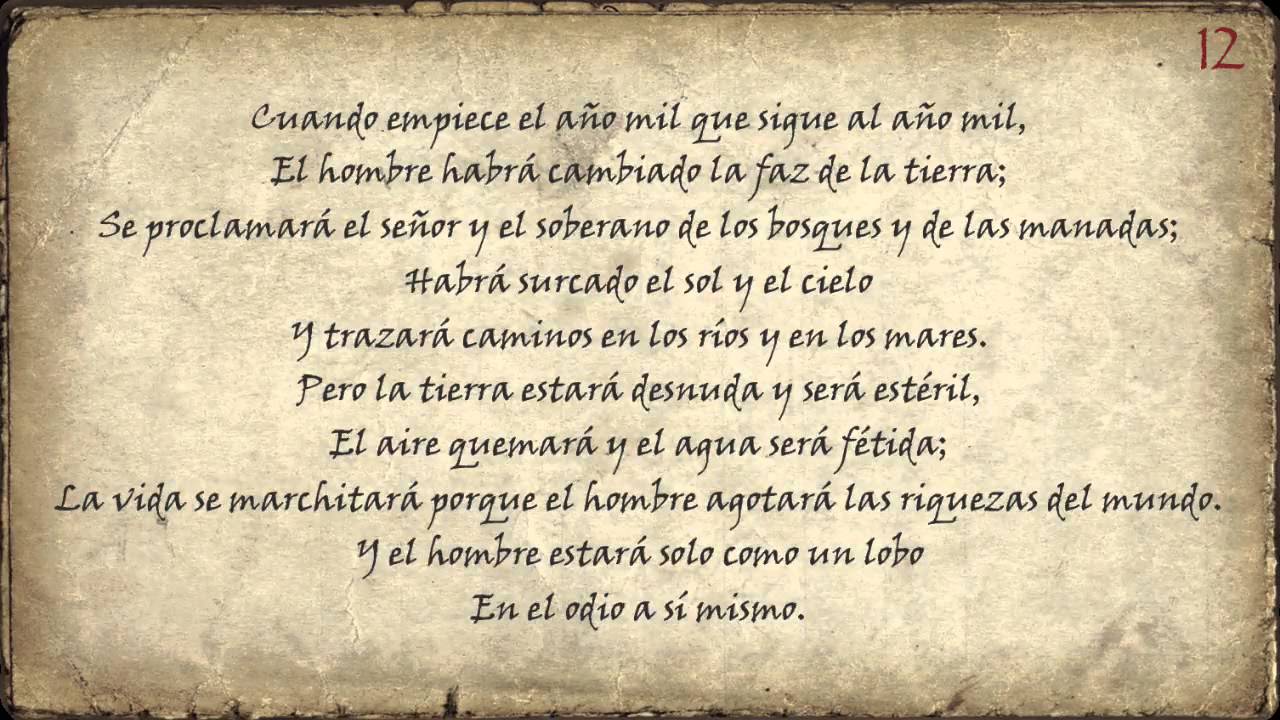 12
Cuando empiece el año mil que sigue al año mil,
El hombre habrá cambiado la faz de la tierra;
Se proclamará el señor y el soberano de los bosques y de las manadas;
Habrá surcado el sol y el cielo
Y trazará caminos en los ríos y en los mares.
Pero la tierra estará desnuda y será estéril,
El aire quemará y el agua será fétida;
La vida se marchitará porque el hombre agotará las riquezas del mundo.
Y el hombre estará solo como un lobo
En el odio a sí mismo.